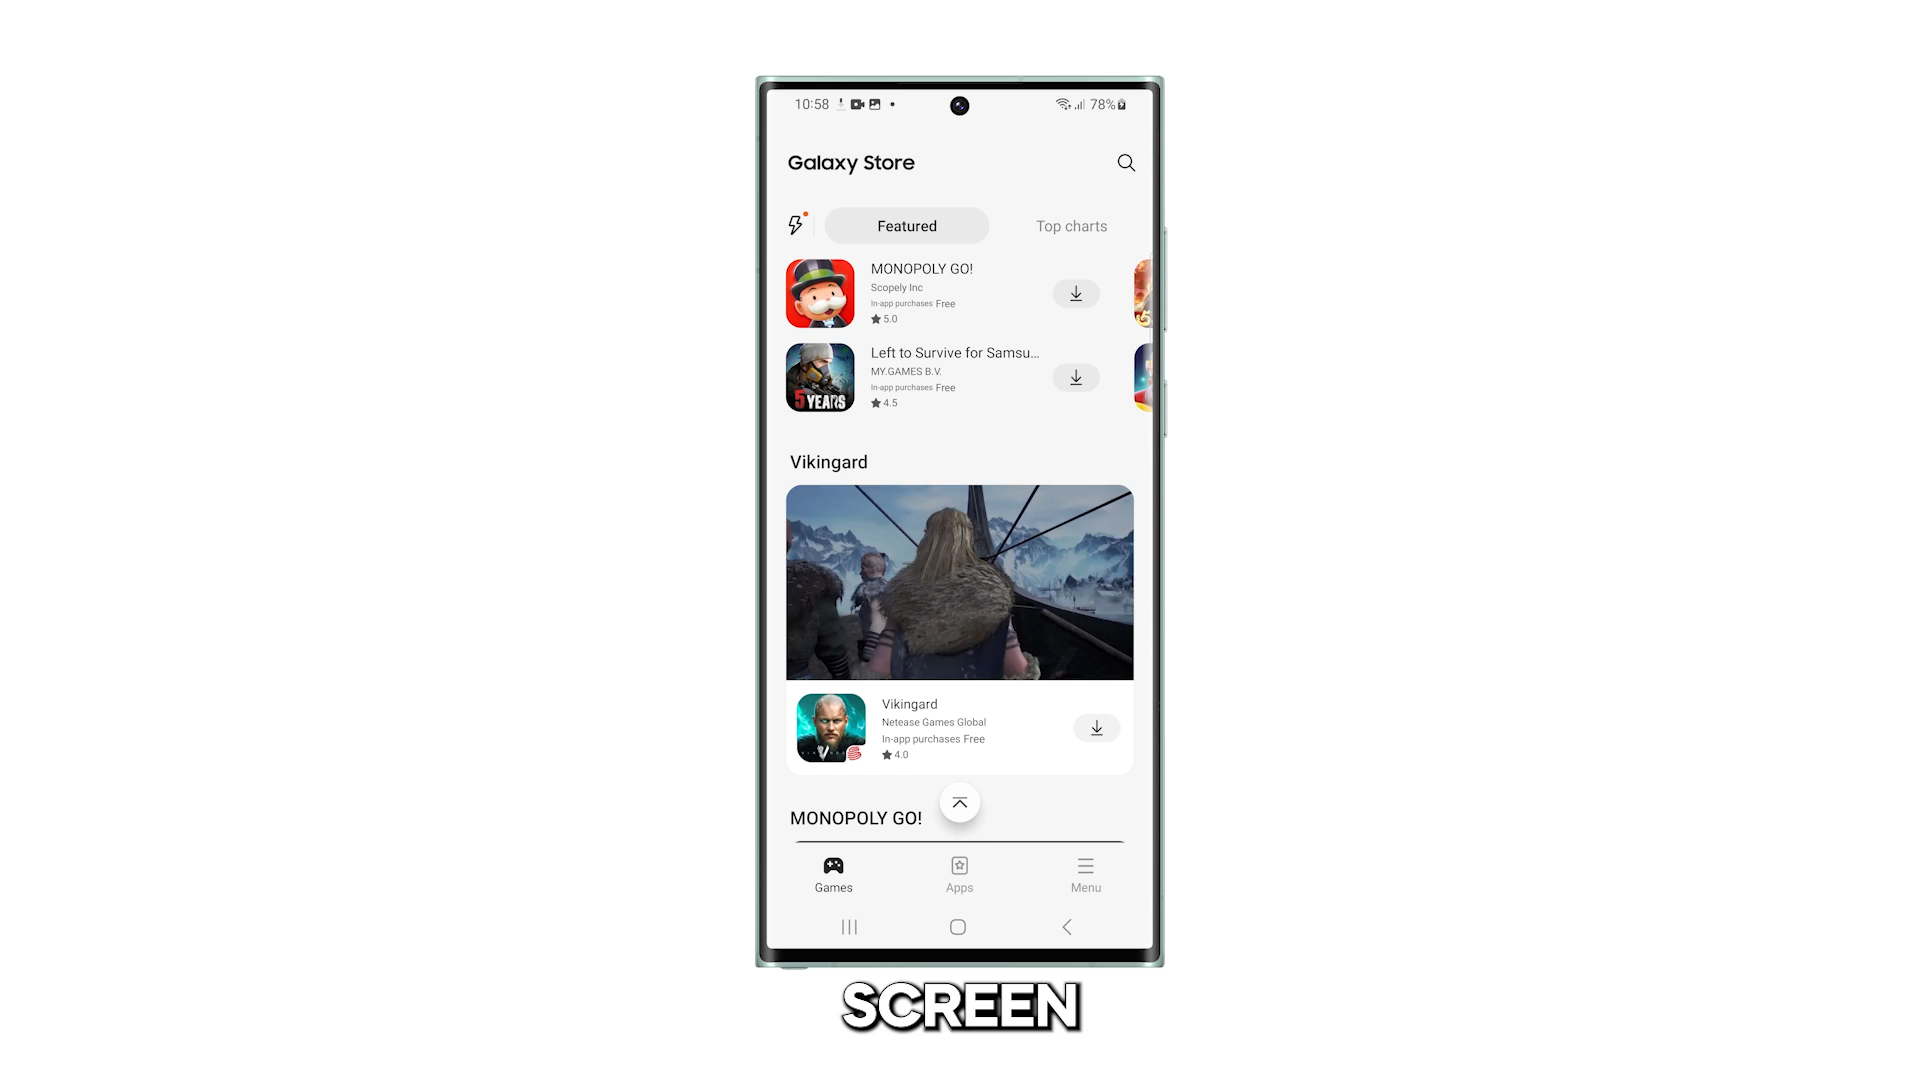 10:58
78%
Galaxy Store
Featured
Top charts
MONOPOLY GO!
Scopely Inc
In-app purchases Free
5.0
Left to Survive for Samsu...
MY.GAMES B.V.
In-app purchases Free
4.5
5 YEARS
Vikingard
Vikingard
Netease Games Global
In-app purchases Free
4.0
MONOPOLY GO!
Games
Apps
Menu
SCREEN